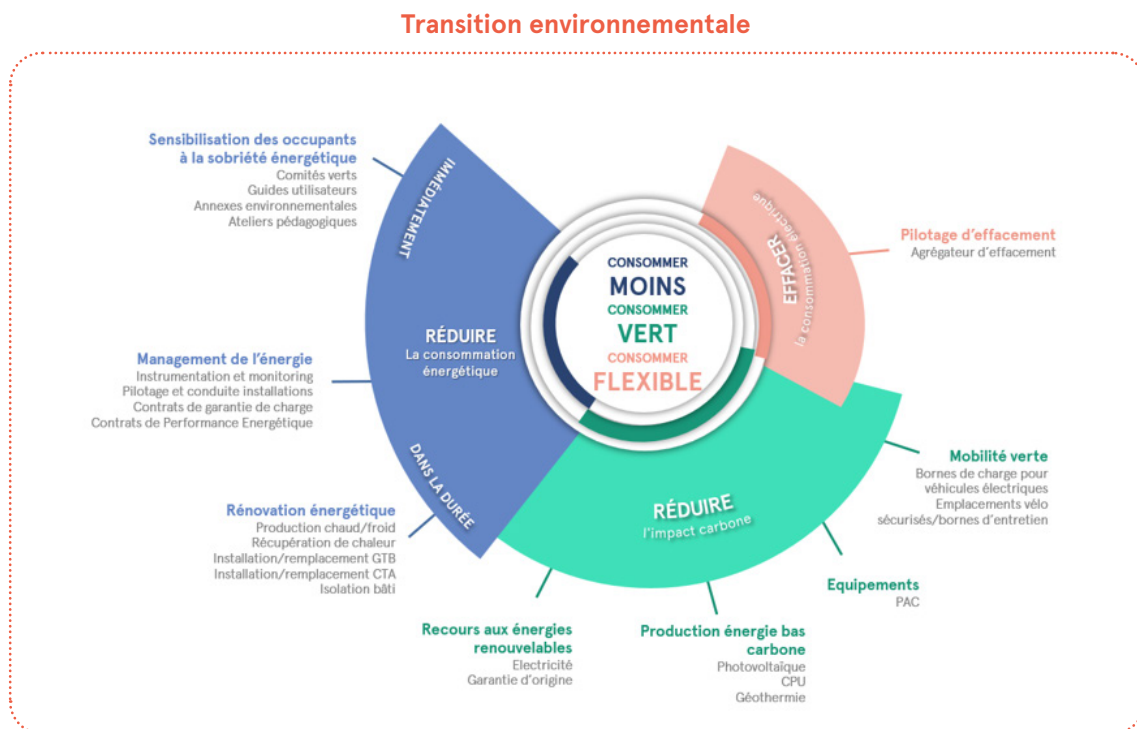 Transition environnementale
Sensibilisation des occupants
à la sobriété énergétique
Comités verts
Guides utilisateurs
Annexes environnementales
Ateliers pédagogiques
Management de l'énergie
Instrumentation et monitoring
Pilotage et conduite installations
Contrats de garantie de charge
Contrats de Performance Energétique
Rénovation énergétique
Production chaud/froid
Récupération de chaleur
Installation/remplacement GTB
Installation/remplacement CTA
Isolation bâti
IMMÉDIATEMENT
RÉDUIRE
La consommation
énergétique
DANS LA DURÉE
CONSOMMER
MOINS
CONSOMMER
VERT
CONSOMMER
FLEXIBLE
EFFACER
la consommation électrique
Pilotage d'effacement
Agrégateur d'effacement
RÉDUIRE
l'impact carbone
Mobilité verte
Bornes de charge pour
véhicules électriques
Emplacements vélo
sécurisés/bornes d'entretien
Equipements
PAC
Production énergie bas
carbone
Photovoltaïque
CPU
Géothermie
Recours aux énergies
renouvelables
Electricité
Garantie d'origine